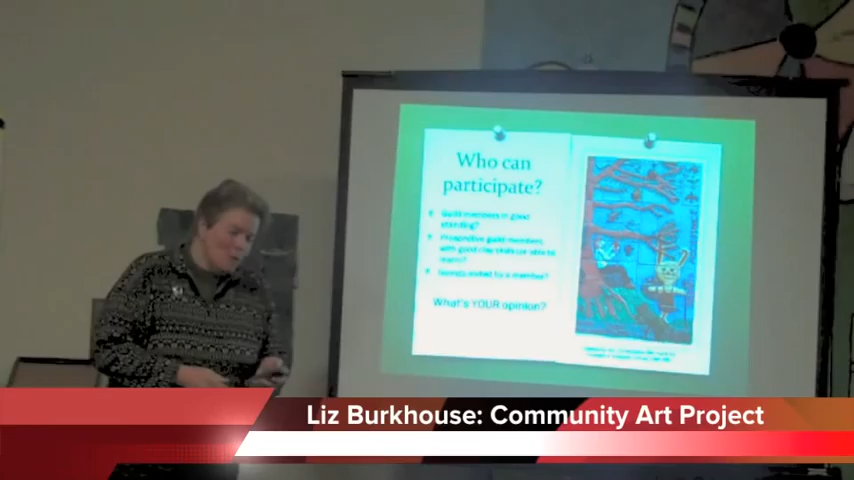 Who can
participate?
Guild members in good
standing?
Prospective guild members
with good clay skills (or able to
learn)?
Friends invited by a member?
What's YOUR opinion?
Liz Burkhouse: Community Art Project